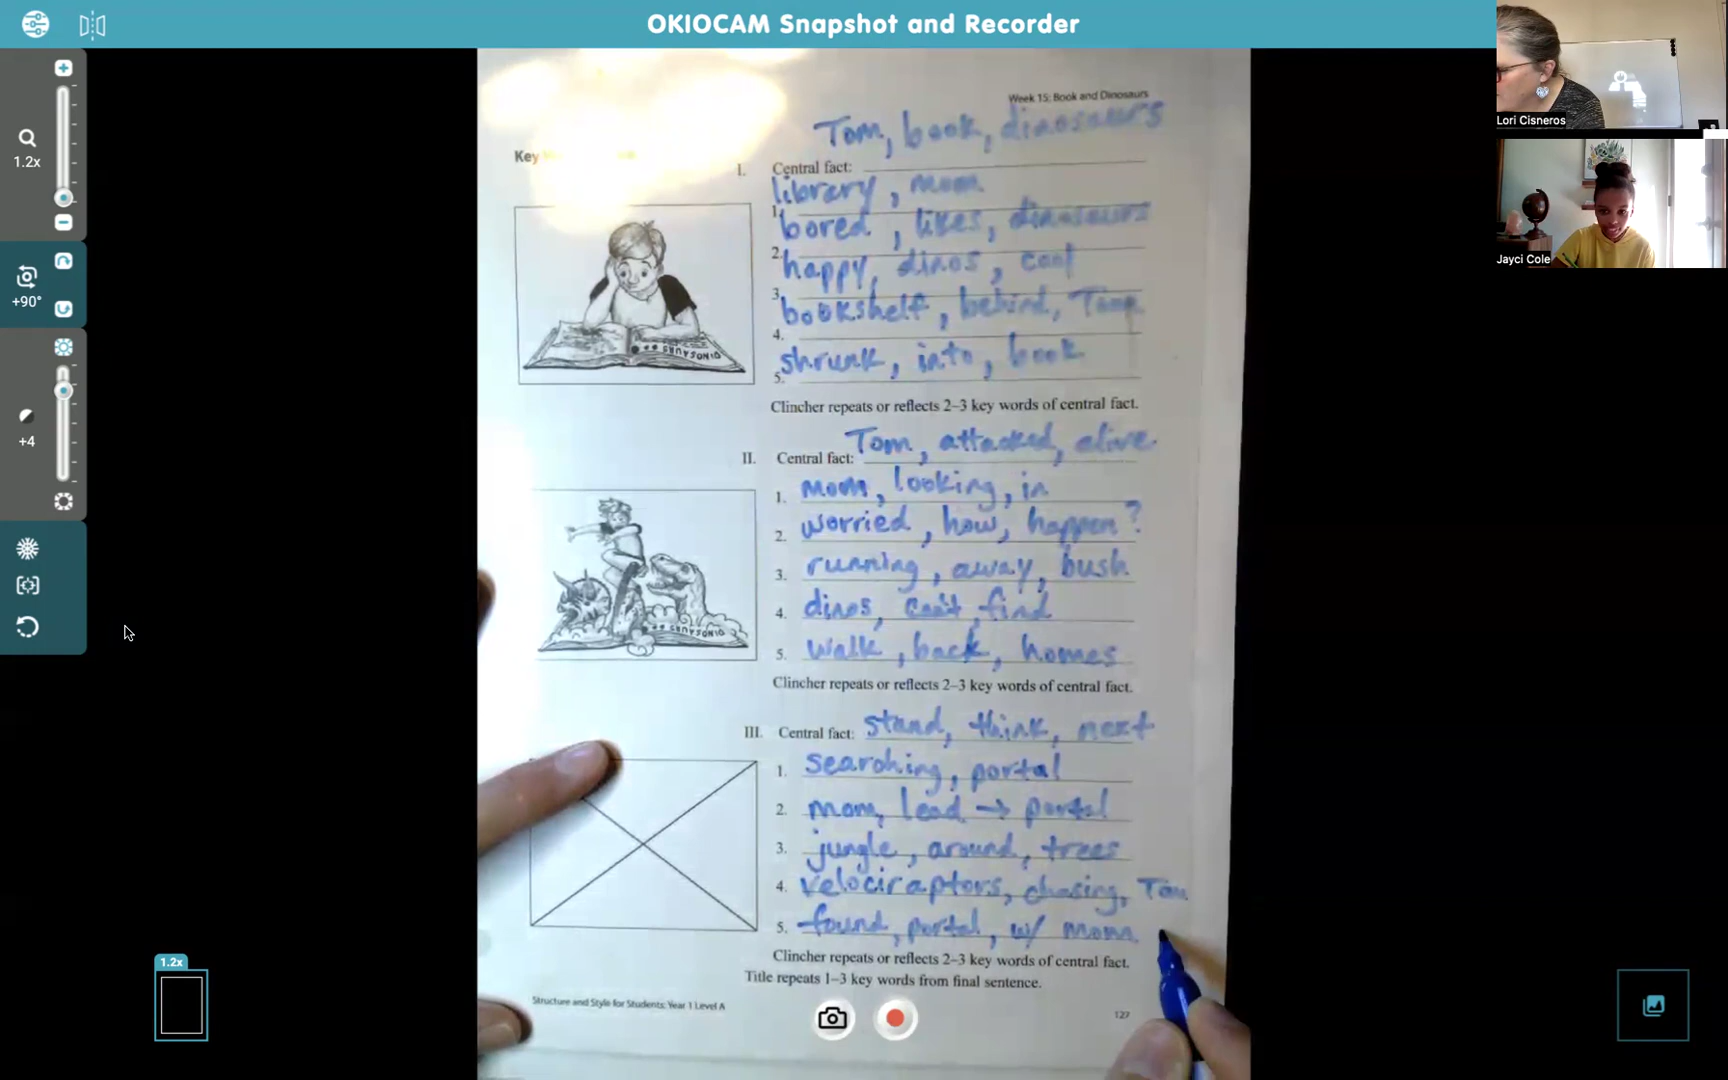 OKIOCAM Snapshot and Recorder
1.2x
+90°
+4
1.2x
Lori Cisneros
Jayci Cole
Week 15: Book and Dinosaurs
Key
Tom, book, dinosaurs
I. Central fact:
library, mom
1.
bored, likes, dinosaurs
2.
happy, dinos, cool
3.
bookshelf, behind, Tom
4.
shrunk, into, book
5.
DINOSAURS
Clincher repeats or reflects 2–3 key words of central fact.
Tom, attacked, alive
II. Central fact:
1. mom, looking, in
2. worried, how, happen?
3. running, away, bush
4. dinos, can't, find
5. walk, back, homes
DINOSAURS
Clincher repeats or reflects 2–3 key words of central fact.
III. Central fact: stand, think, next
1. searching, portal
2. mom, lead → portal
3. jungle, around, trees
4. velociraptors, chasing, Tom
5. found, portal, w/ mom
Clincher repeats or reflects 2–3 key words of central fact.
Title repeats 1–3 key words from final sentence.
Structure and Style for Students: Year 1 Level A
127